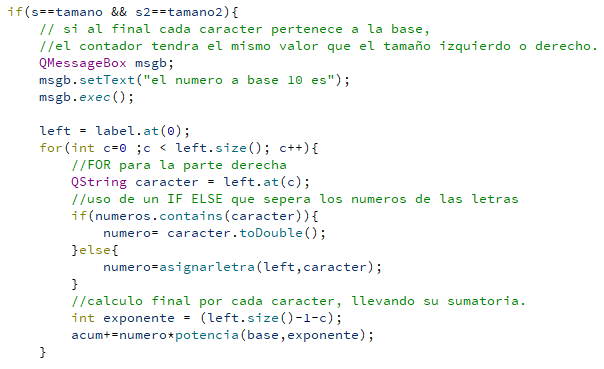 if(s==tamano && s2==tamano2){
// si al final cada caracter pertenece a la base,
//el contador tendra el mismo valor que el tamaño izquierdo o derecho.
QMessageBox msgb;
msgb.setText("el numero a base 10 es");
msgb.exec();
left = label.at(0);
for(int c=0 ;c < left.size(); c++){
//FOR para la parte derecha
QString caracter = left.at(c);
//uso de un IF ELSE que sepera los numeros de las letras
if(numeros.contains(caracter)){
numero= caracter.toDouble();
}else{
numero=asignarletra(left,caracter);
}
//calculo final por cada caracter, llevando su sumatoria.
int exponente = (left.size()-1-c);
acum+=numero*potencia(base,exponente);
}